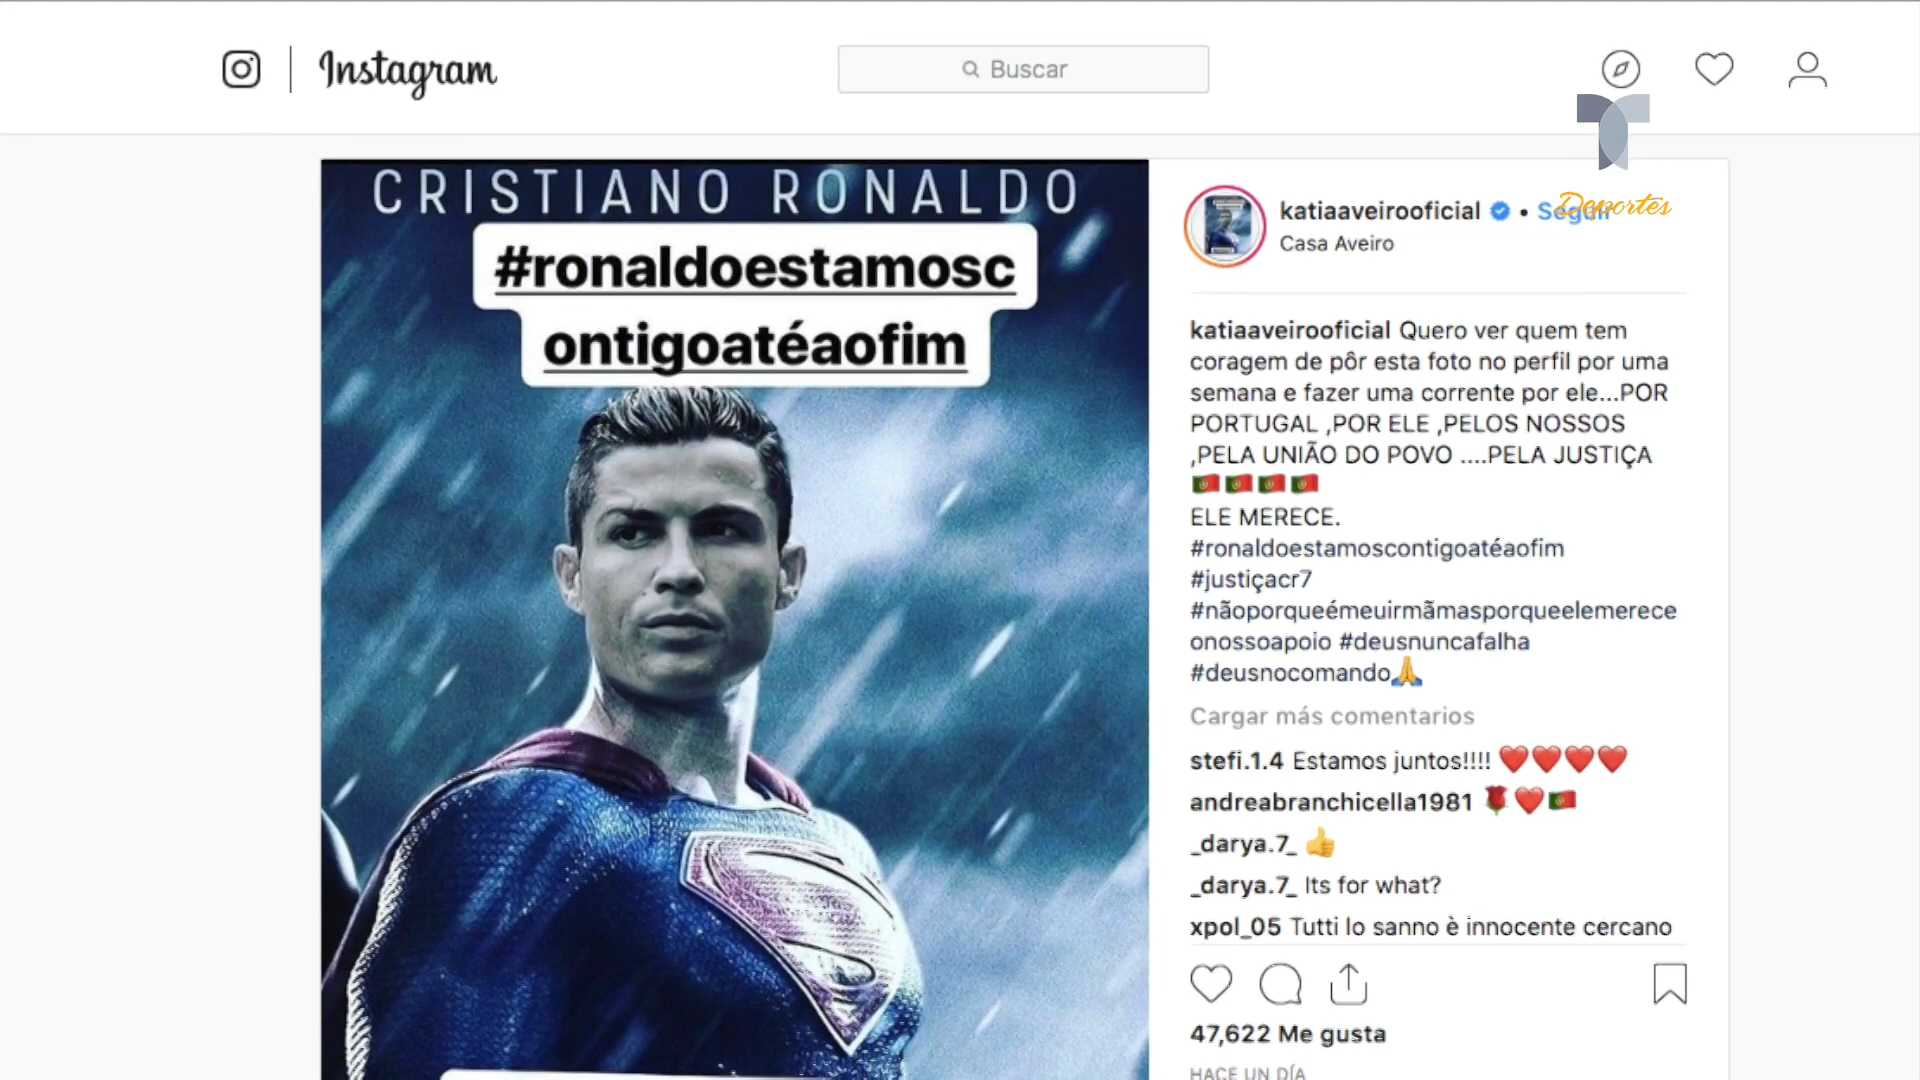 Instagram
Buscar
CRISTIANO RONALDO
#ronaldoestamosc
ontigoatéaofim
katiaaveirooficial • Seguir
Deportes
Casa Aveiro
katiaaveirooficial Quero ver quem tem
coragem de pôr esta foto no perfil por uma
semana e fazer uma corrente por ele...POR
PORTUGAL ,POR ELE ,PELOS NOSSOS
,PELA UNIÃO DO POVO ....PELA JUSTIÇA
🇵🇹🇵🇹🇵🇹🇵🇹
ELE MERECE.
#ronaldoestamoscontigoatéaofim
#justiçacr7
#nãoporqueémeuirmãmasporqueelemerece
onossoapoio #deusnuncafalha
#deusnocomando🙏
Cargar más comentarios
stefi.1.4 Estamos juntos!!!! ❤️❤️❤️❤️
andreabranchicella1981 🌹❤️🇵🇹
_darya.7_ 👍
_darya.7_ Its for what?
xpol_05 Tutti lo sanno è innocente cercano
47,622 Me gusta
HACE UN DÍA